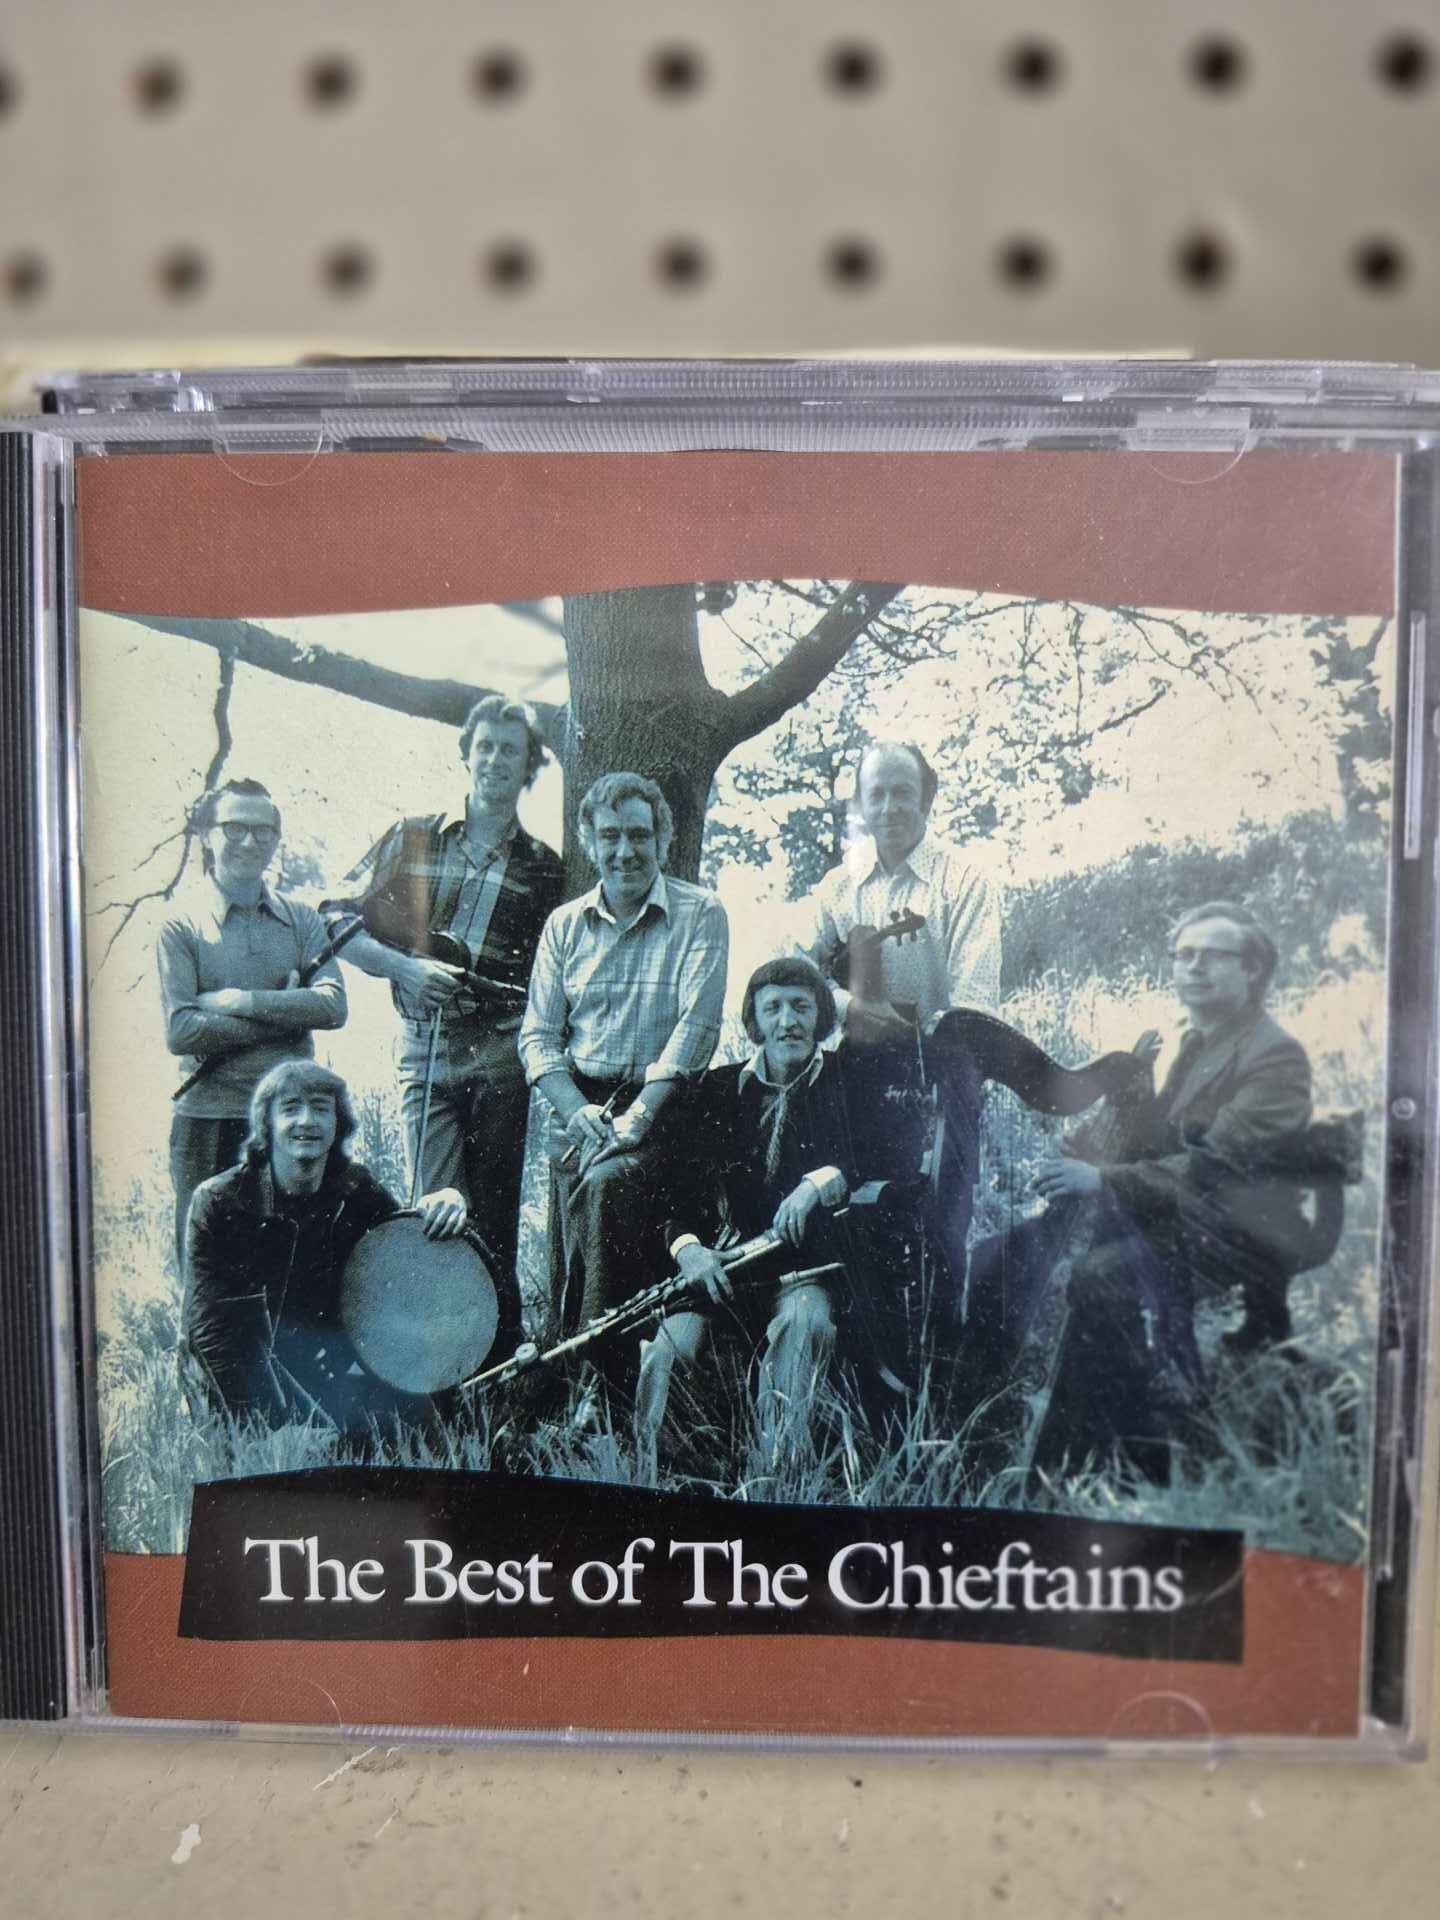 The Best of The Chieftains